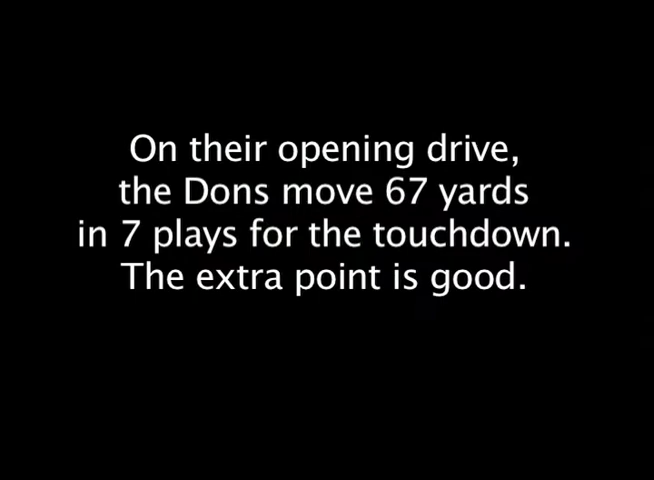 On their opening drive,
the Dons move 67 yards
in 7 plays for the touchdown.
The extra point is good.